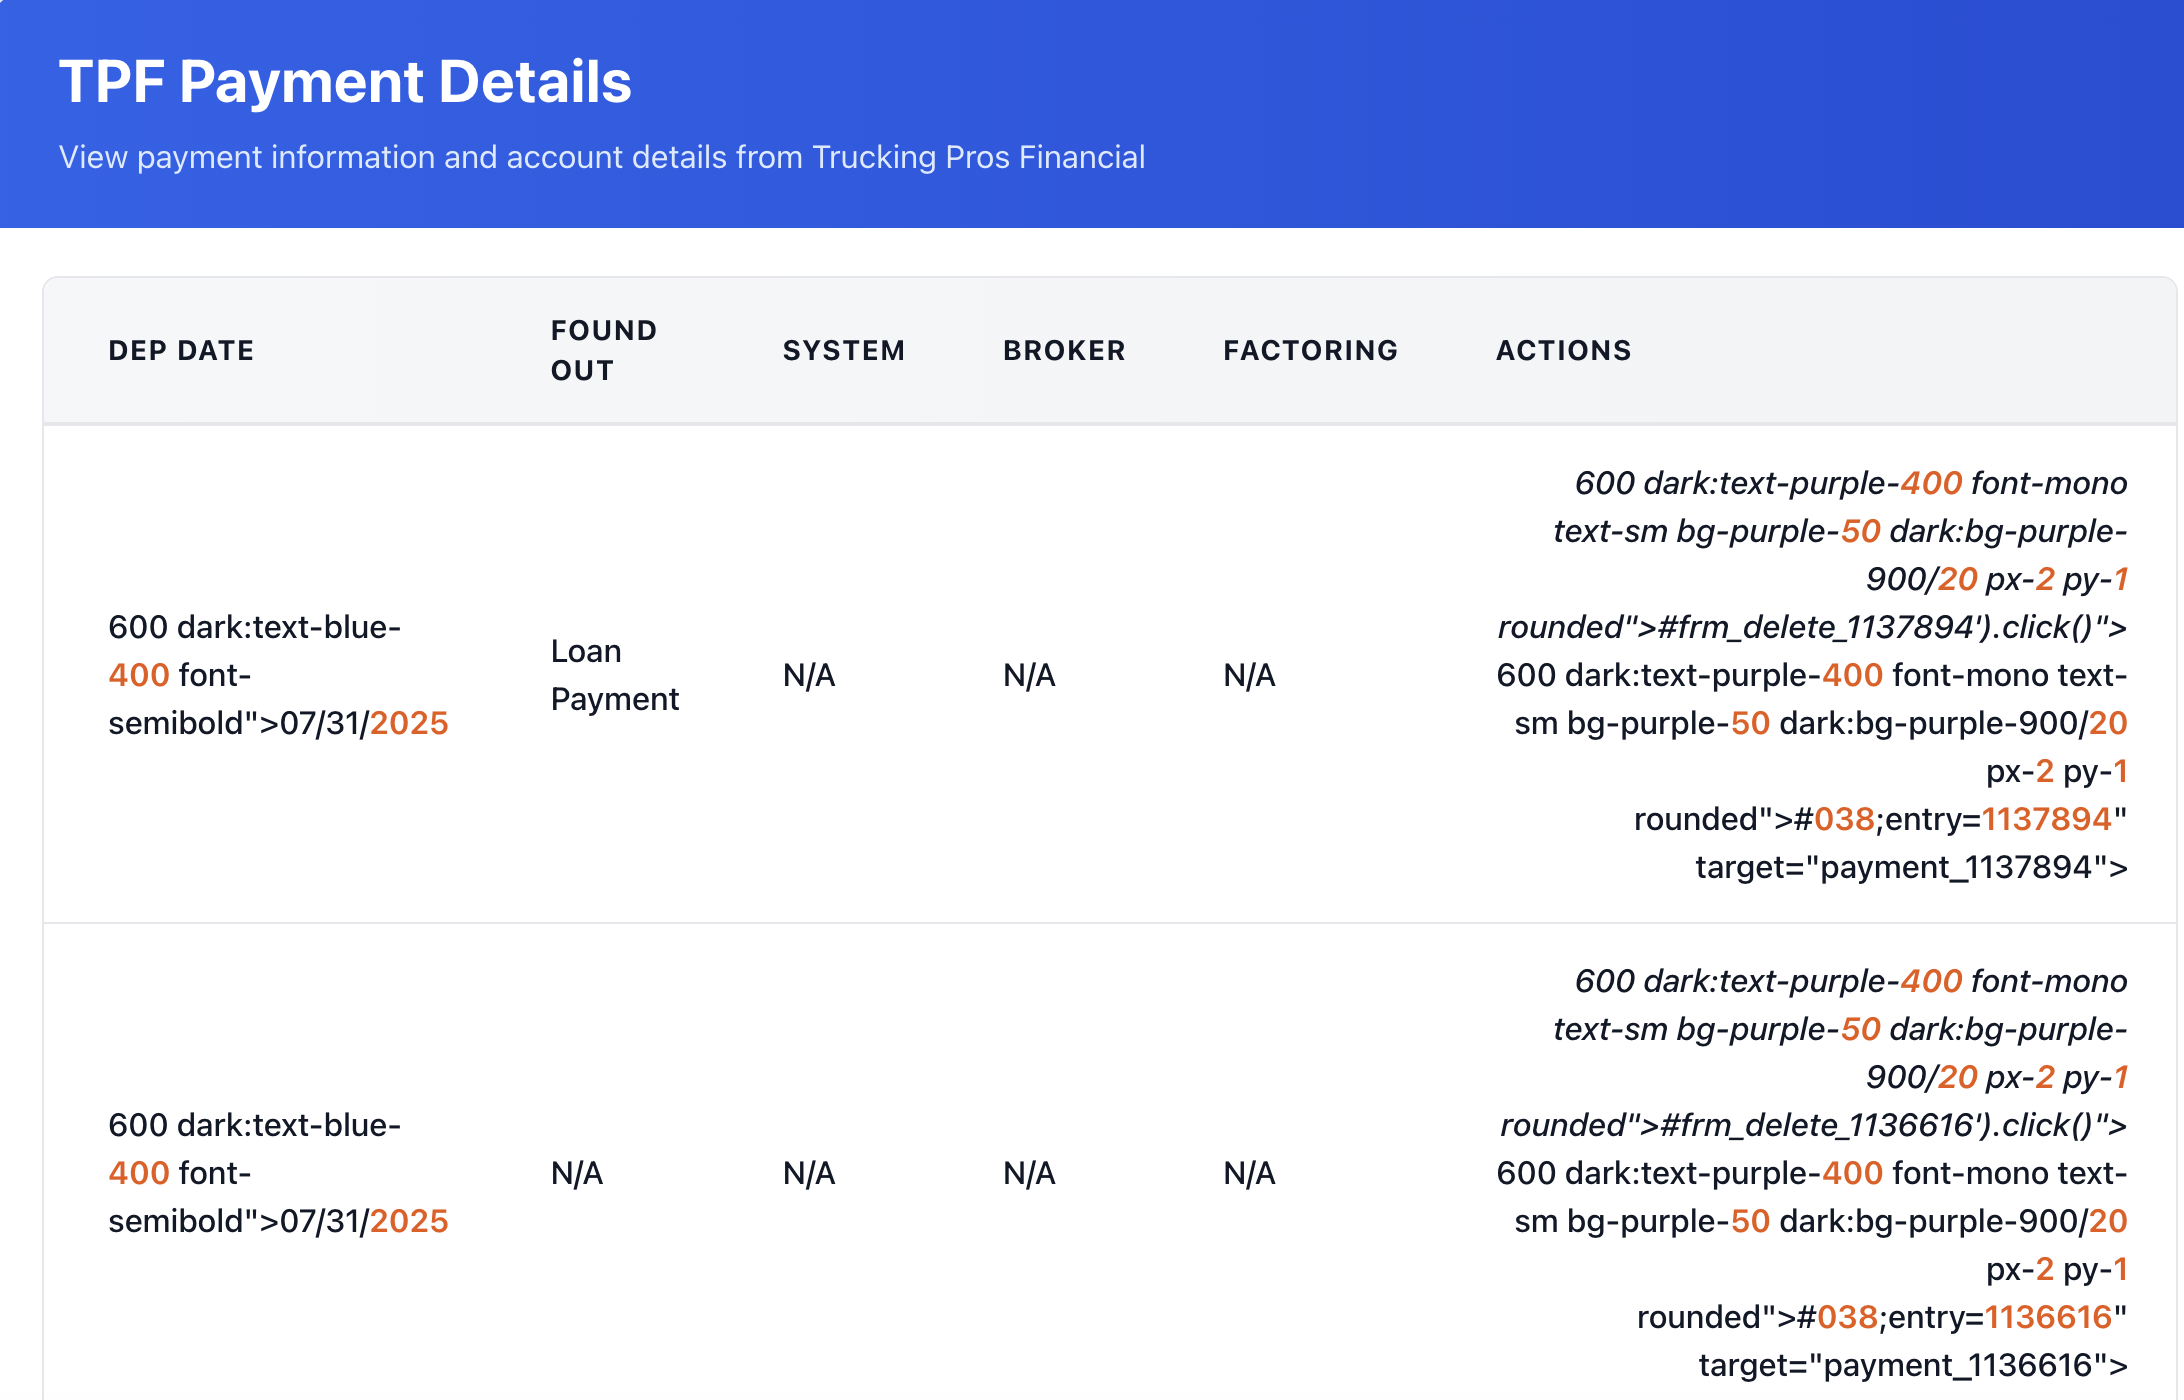 TPF Payment Details
View payment information and account details from Trucking Pros Financial
DEP DATE
FOUND
OUT
SYSTEM
BROKER
FACTORING
ACTIONS
600 dark:text-blue-
400 font-
semibold">07/31/2025
Loan
Payment
N/A
N/A
N/A
600 dark:text-purple-400 font-mono
text-sm bg-purple-50 dark:bg-purple-
900/20 px-2 py-1
rounded">#frm_delete_1137894').click()">
600 dark:text-purple-400 font-mono text-
sm bg-purple-50 dark:bg-purple-900/20
px-2 py-1
rounded">#038;entry=1137894"
target="payment_1137894">
600 dark:text-blue-
400 font-
semibold">07/31/2025
N/A
N/A
N/A
N/A
600 dark:text-purple-400 font-mono
text-sm bg-purple-50 dark:bg-purple-
900/20 px-2 py-1
rounded">#frm_delete_1136616').click()">
600 dark:text-purple-400 font-mono text-
sm bg-purple-50 dark:bg-purple-900/20
px-2 py-1
rounded">#038;entry=1136616"
target="payment_1136616">